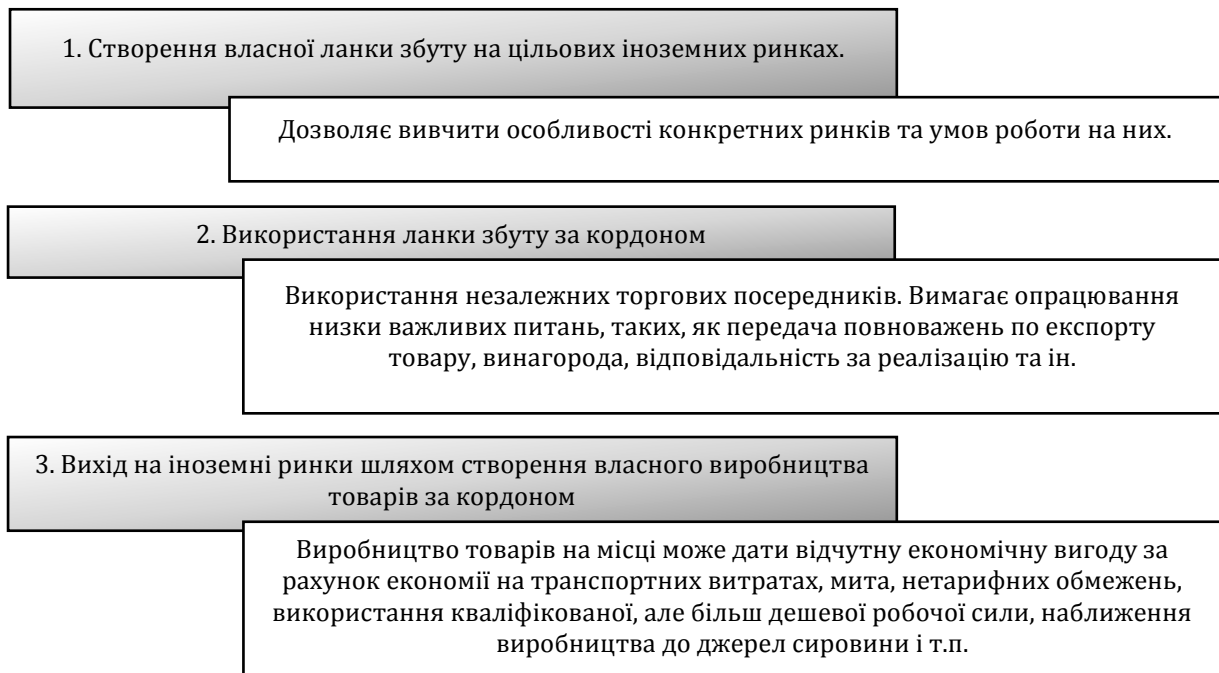 1. Створення власної ланки збуту на цільових іноземних ринках.
Дозволяє вивчити особливості конкретних ринків та умов роботи на них.
2. Використання ланки збуту за кордоном
Використання незалежних торгових посередників. Вимагає опрацювання
низки важливих питань, таких, як передача повноважень по експорту
товару, винагорода, відповідальність за реалізацію та ін.
3. Вихід на іноземні ринки шляхом створення власного виробництва
товарів за кордоном
Виробництво товарів на місці може дати відчутну економічну вигоду за
рахунок економії на транспортних витратах, мита, нетарифних обмежень,
використання кваліфікованої, але більш дешевої робочої сили, наближення
виробництва до джерел сировини і т.п.